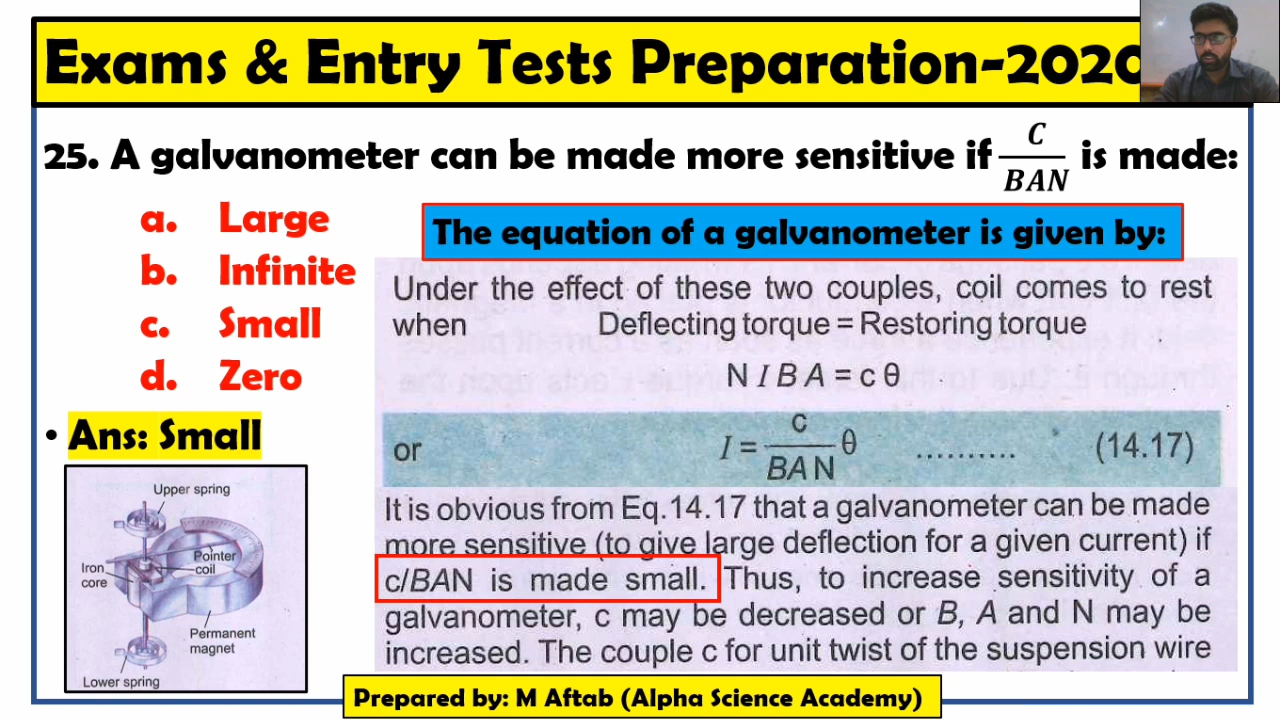 Exams & Entry Tests Preparation-2020
25. A galvanometer can be made more sensitive if C/BAN is made:
a. Large
b. Infinite
c. Small
d. Zero
• Ans: Small
The equation of a galvanometer is given by:
Under the effect of these two couples, coil comes to rest
when Deflecting torque = Restoring torque
N I B A = c θ
or I = c/BAN θ .......... (14.17)
It is obvious from Eq.14.17 that a galvanometer can be made
more sensitive (to give large deflection for a given current) if
c/BAN is made small. Thus, to increase sensitivity of a
galvanometer, c may be decreased or B, A and N may be
increased. The couple c for unit twist of the suspension wire
Upper spring
Pointer
coil
Iron
core
Permanent
magnet
Lower spring
Prepared by: M Aftab (Alpha Science Academy)